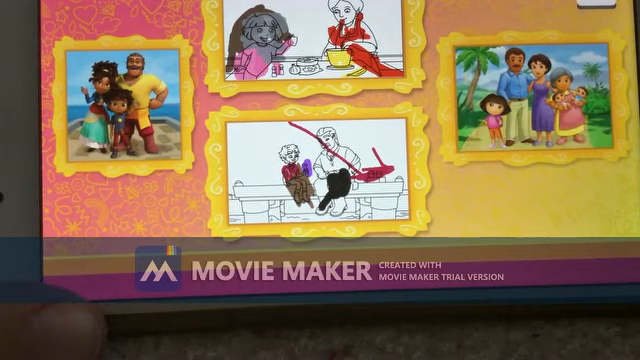 MOVIE MAKER
CREATED WITH
MOVIE MAKER TRIAL VERSION